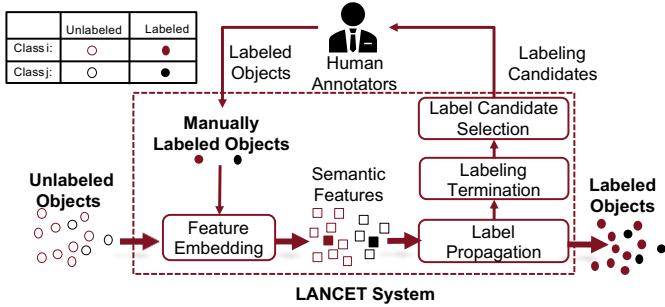 Unlabeled Labeled
Class i:
Class j:
Labeled
Objects
Human
Annotators
Labeling
Candidates
Manually
Labeled Objects
Label Candidate
Selection
Labeling
Termination
Unlabeled
Objects
Feature
Embedding
Semantic
Features
Label
Propagation
Labeled
Objects
LANCET System